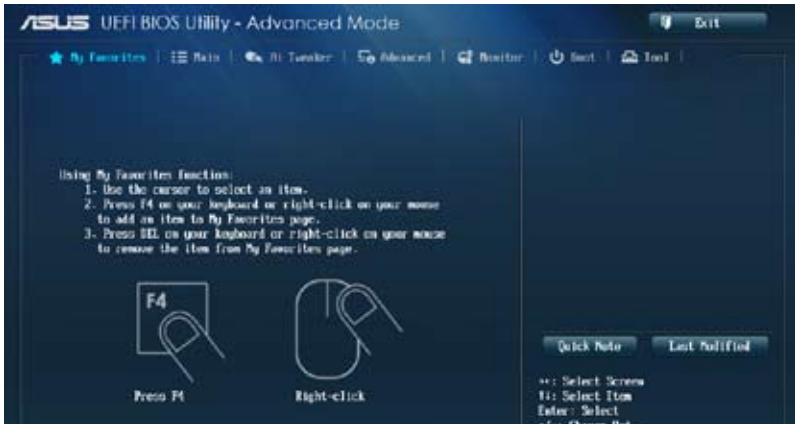 ASUS UEFI BIOS Utility - Advanced Mode
Exit
My Favorites | Main | Ai Tweaker | Advanced | Monitor | Boot | Tool |
Using My Favorites function:
1. Use the cursor to select an item.
2. Press F4 on your keyboard or right-click on your mouse
to add an item to My Favorites page.
3. Press DEL on your keyboard or right-click on your mouse
to remove the item from My Favorites page.
F4
Press F4
Right-click
Quick Note
Last Modified
→←: Select Screen
↑↓: Select Item
Enter: Select